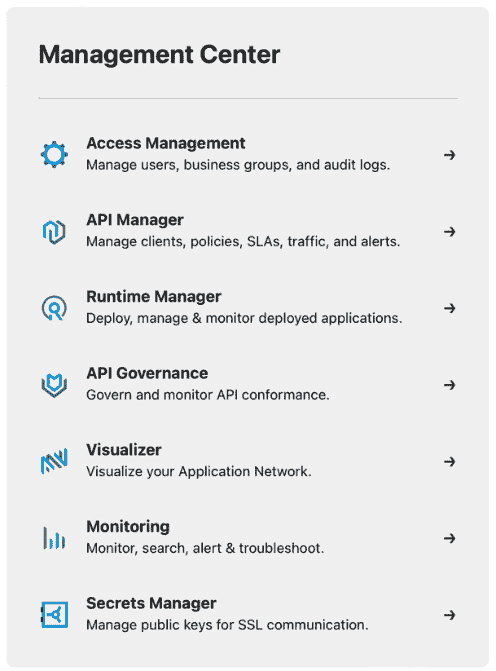 Management Center
Access Management
Manage users, business groups, and audit logs.
API Manager
Manage clients, policies, SLAs, traffic, and alerts.
Runtime Manager
Deploy, manage & monitor deployed applications.
API Governance
Govern and monitor API conformance.
Visualizer
Visualize your Application Network.
Monitoring
Monitor, search, alert & troubleshoot.
Secrets Manager
Manage public keys for SSL communication.